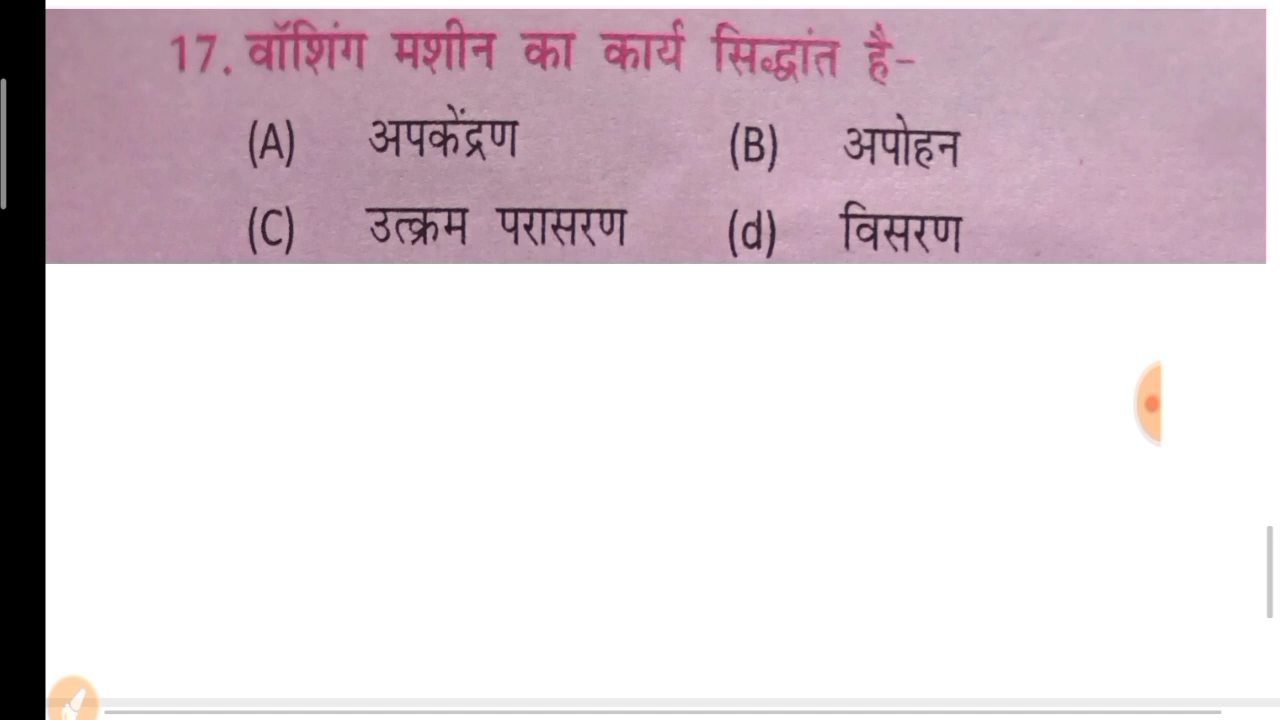 17. वॉशिंग मशीन का कार्य सिद्धांत है-
(A) अपकेंद्रण (B) अपोहन
(C) उत्क्रम परासरण (d) विसरण